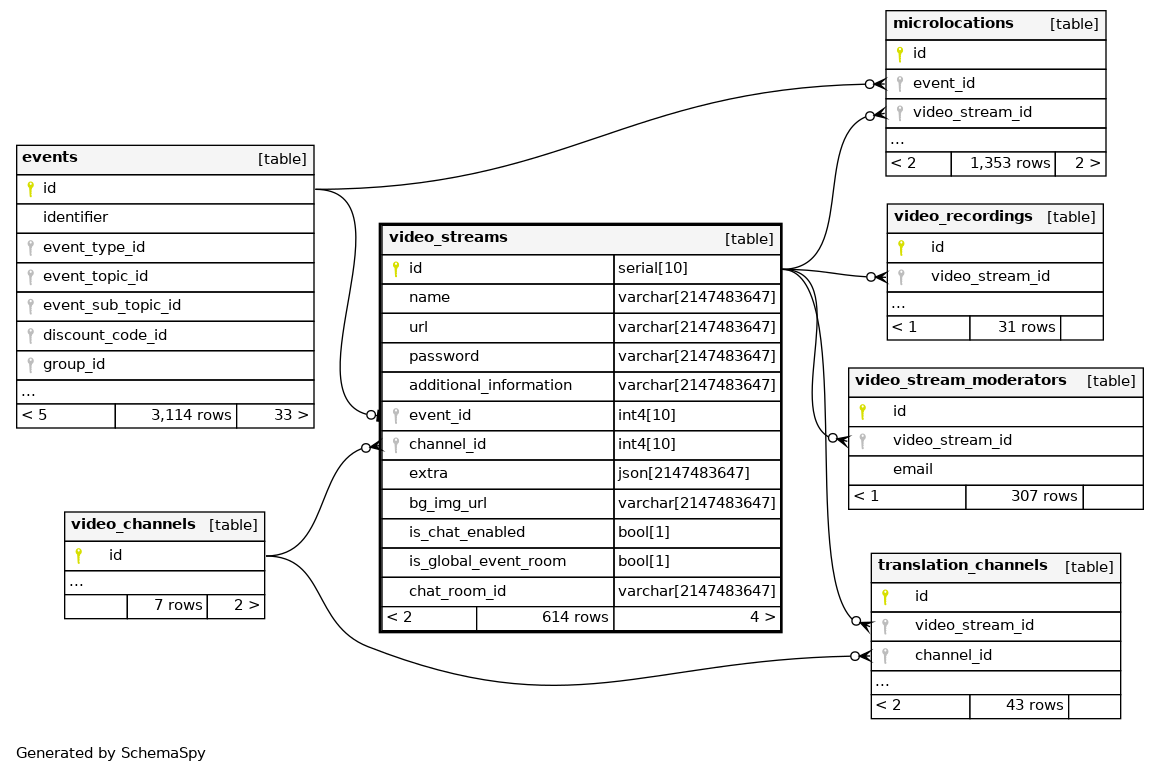 microlocations [table]
id
event_id
video_stream_id
...
< 2 1,353 rows 2 >
events [table]
id
identifier
event_type_id
event_topic_id
event_sub_topic_id
discount_code_id
group_id
...
< 5 3,114 rows 33 >
video_recordings [table]
id
video_stream_id
...
< 1 31 rows
video_streams [table]
id serial[10]
name varchar[2147483647]
url varchar[2147483647]
password varchar[2147483647]
additional_information varchar[2147483647]
event_id int4[10]
channel_id int4[10]
extra json[2147483647]
bg_img_url varchar[2147483647]
is_chat_enabled bool[1]
is_global_event_room bool[1]
chat_room_id varchar[2147483647]
< 2 614 rows 4 >
video_stream_moderators [table]
id
video_stream_id
email
< 1 307 rows
video_channels [table]
id
...
7 rows 2 >
translation_channels [table]
id
video_stream_id
channel_id
...
< 2 43 rows
Generated by SchemaSpy